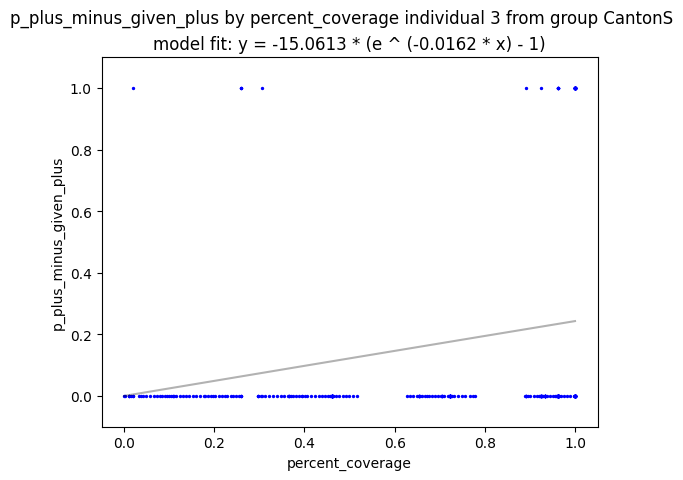 p_plus_minus_given_plus by percent_coverage individual 3 from group CantonS
model fit: y = -15.0613 * (e ^ (-0.0162 * x) - 1)
1.0
0.8
0.6
0.4
0.2
0.0
p_plus_minus_given_plus
0.0 0.2 0.4 0.6 0.8 1.0
percent_coverage